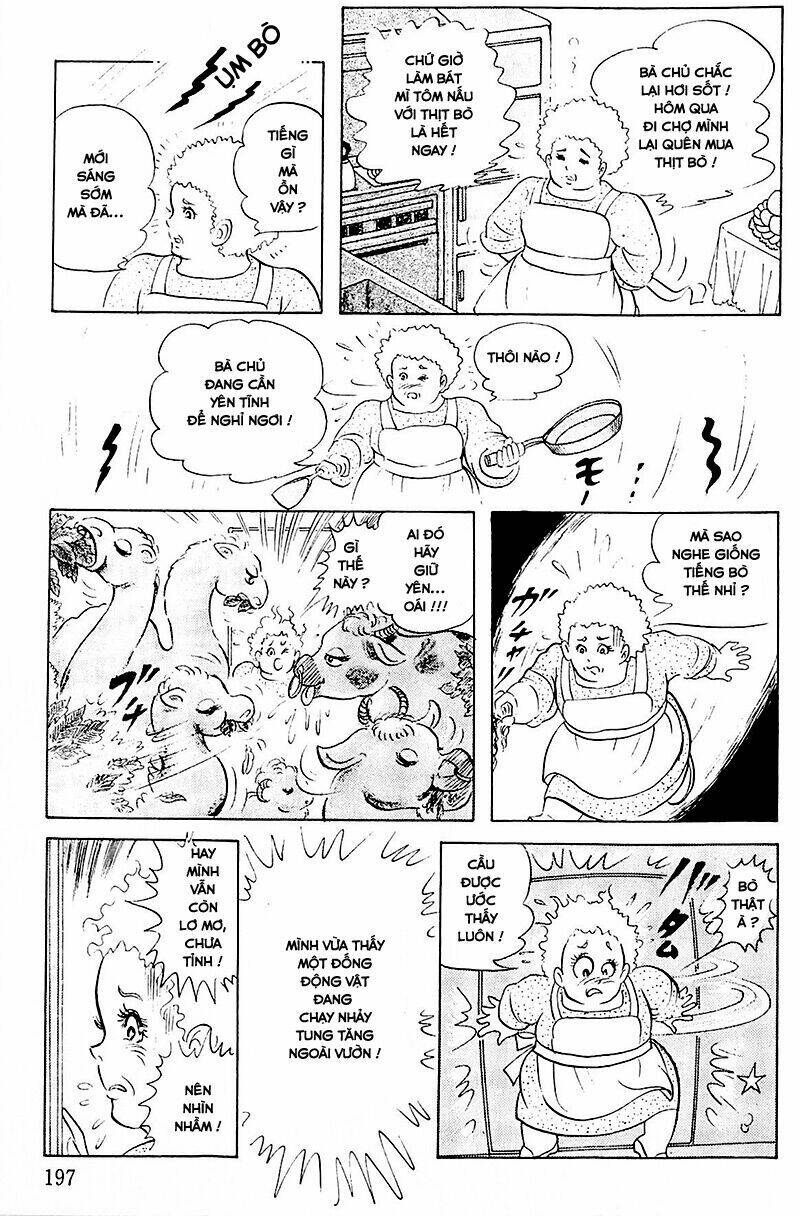 BÀ CHỦ CHẮC
LẠI HƠI SỐT !
HÔM QUA
ĐI CHỢ MÌNH
LẠI QUÊN MUA
THỊT BÒ !
CHỨ GIỜ
LÀM BÁT
MÌ TÔM NẤU
VỚI THỊT BÒ
LÀ HẾT
NGAY !
ỤM BÒ
TIẾNG
GÌ
MÀ
ỒN
VẬY ?
MỚI
SÁNG
SỚM
MÀ ĐÃ...
THÔI NÀO !
BÀ CHỦ
ĐANG CẦN
YÊN TĨNH
ĐỂ NGHỈ NGƠI !
モ~
MÀ SAO
NGHE GIỐNG
TIẾNG BÒ
THẾ NHỈ ?
AI ĐÓ
HÃY
GIỮ
YÊN...
OÁI !!!
GÌ
THẾ
NÀY ?
BÒ
THẬT
À ?
CẦU
ĐƯỢC
ƯỚC
THẤY
LUÔN !
MÌNH VỪA THẤY
MỘT ĐỐNG
ĐỘNG VẬT
ĐANG
CHẠY NHẢY
TUNG TĂNG
NGOÀI VƯỜN !
HAY
MÌNH
VẪN
CÒN
LƠ MƠ,
CHƯA
TỈNH !
NÊN
NHÌN
NHẦM !
197